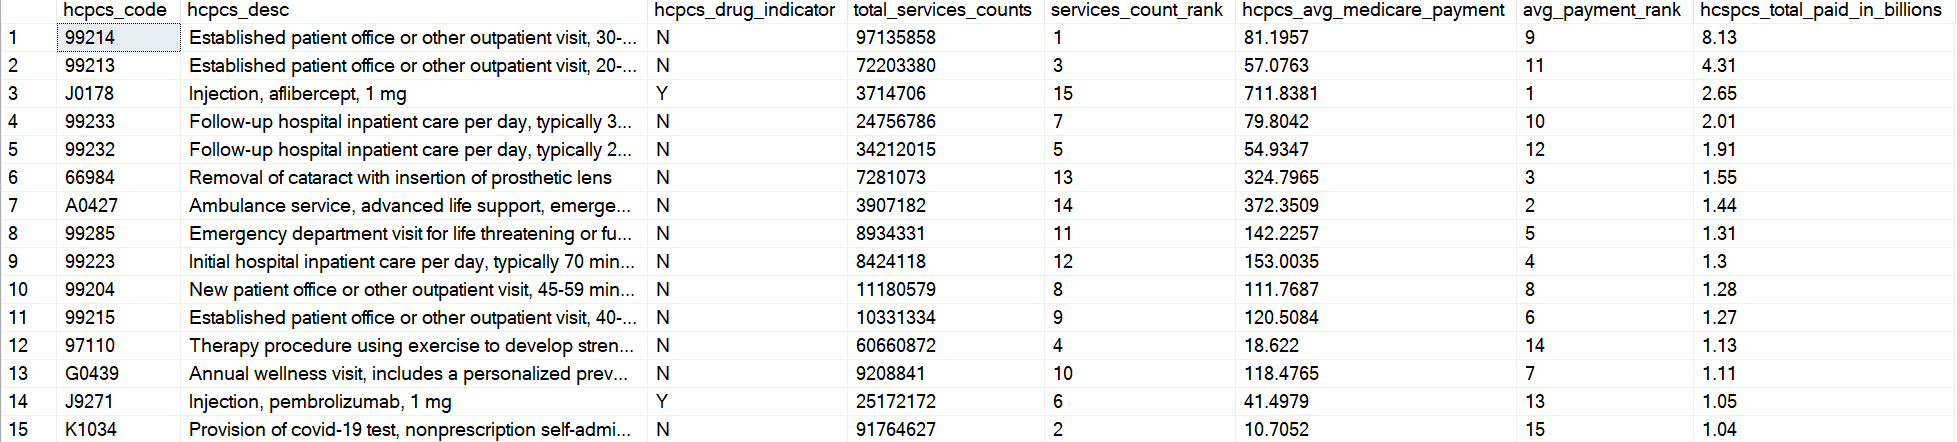 hcpcs_code hcpcs_desc hcpcs_drug_indicator total_services_counts services_count_rank hcpcs_avg_medicare_payment avg_payment_rank hcspcs_total_paid_in_billions
1 99214 Established patient office or other outpatient visit, 30-... N 97135858 1 81.1957 9 8.13
2 99213 Established patient office or other outpatient visit, 20-... N 72203380 3 57.0763 11 4.31
3 J0178 Injection, aflibercept, 1 mg Y 3714706 15 711.8381 1 2.65
4 99233 Follow-up hospital inpatient care per day, typically 3... N 24756786 7 79.8042 10 2.01
5 99232 Follow-up hospital inpatient care per day, typically 2... N 34212015 5 54.9347 12 1.91
6 66984 Removal of cataract with insertion of prosthetic lens N 7281073 13 324.7965 3 1.55
7 A0427 Ambulance service, advanced life support, emerge... N 3907182 14 372.3509 2 1.44
8 99285 Emergency department visit for life threatening or fu... N 8934331 11 142.2257 5 1.31
9 99223 Initial hospital inpatient care per day, typically 70 min... N 8424118 12 153.0035 4 1.3
10 99204 New patient office or other outpatient visit, 45-59 min... N 11180579 8 111.7687 8 1.28
11 99215 Established patient office or other outpatient visit, 40-... N 10331334 9 120.5084 6 1.27
12 97110 Therapy procedure using exercise to develop stren... N 60660872 4 18.622 14 1.13
13 G0439 Annual wellness visit, includes a personalized prev... N 9208841 10 118.4765 7 1.11
14 J9271 Injection, pembrolizumab, 1 mg Y 25172172 6 41.4979 13 1.05
15 K1034 Provision of covid-19 test, nonprescription self-admi... N 91764627 2 10.7052 15 1.04